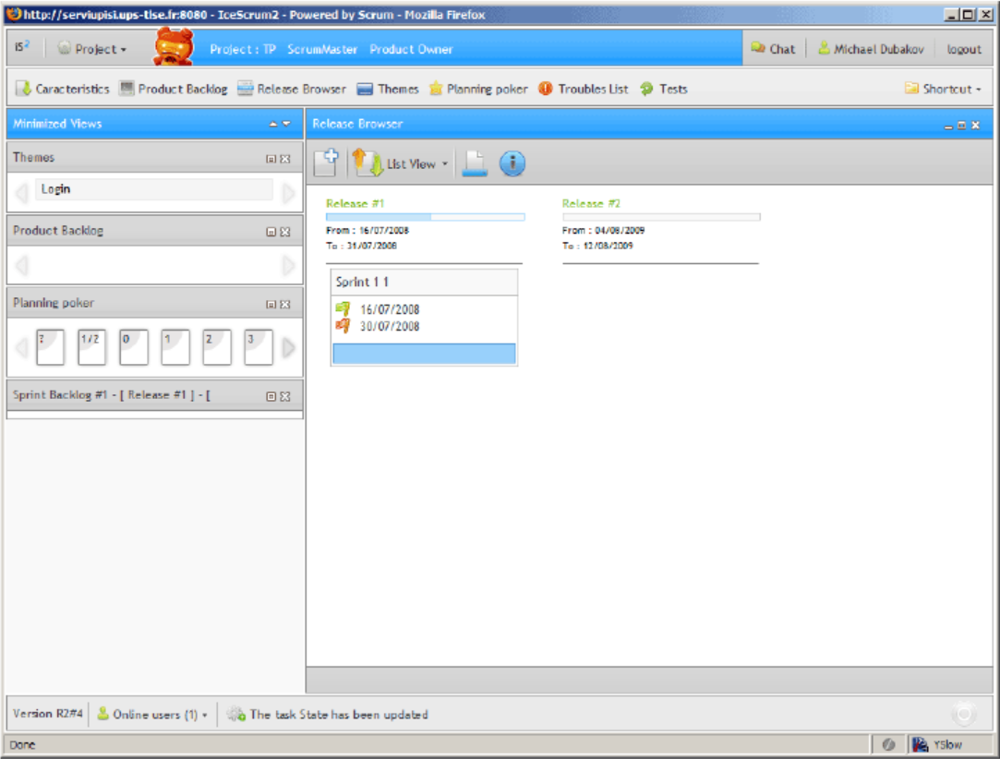 http://serviupisi.ups-tlse.fr:8080 - IceScrum2 - Powered by Scrum - Mozilla Firefox
iS2 Project Project : TP ScrumMaster Product Owner Chat Michael Dubakov logout
Caracteristics Product Backlog Release Browser Themes Planning poker Troubles List Tests Shortcut
Minimized Views
Themes
Login
Product Backlog
Planning poker
? 1/2 0 1 2 3
Sprint Backlog #1 - [ Release #1 ] - [
Release Browser
List View
Release #1
From : 16/07/2008
To : 31/07/2008
Release #2
From : 04/08/2009
To : 12/08/2009
Sprint 1 1
16/07/2008
30/07/2008
Version R2#4 Online users (1) The task State has been updated
Done YSlow